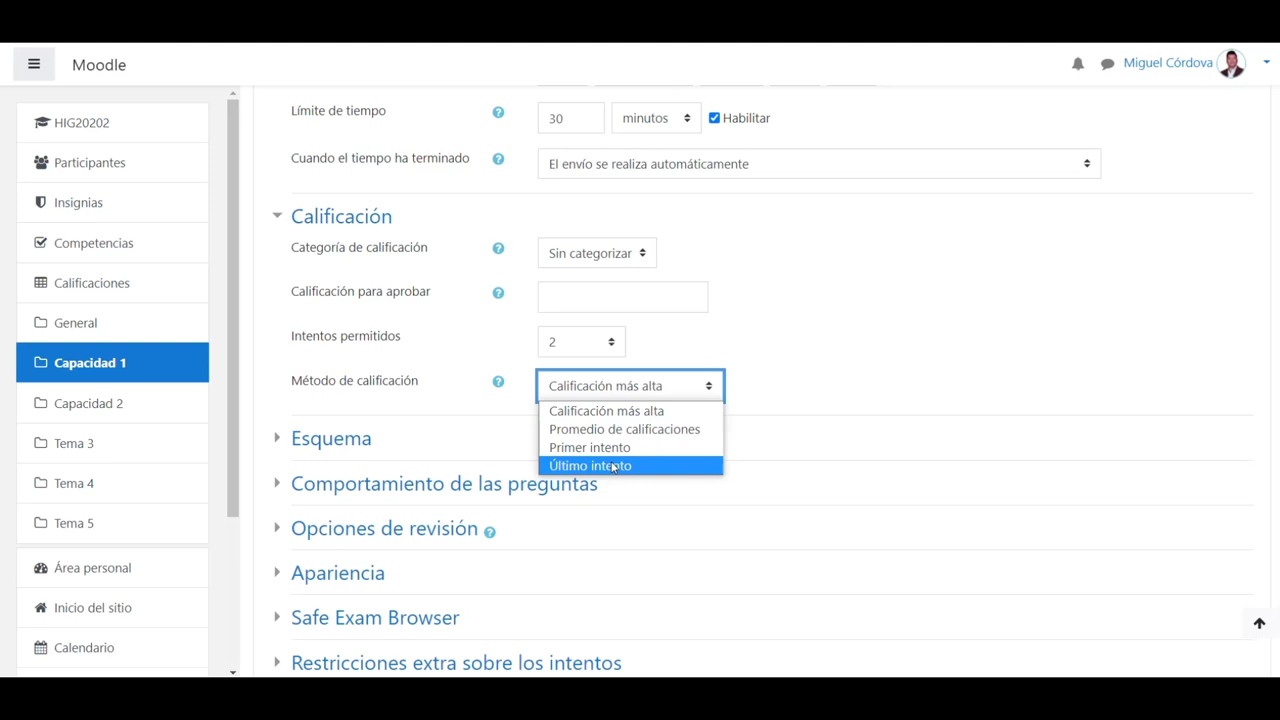 Moodle
Miguel Córdova
HIG20202
Participantes
Insignias
Competencias
Calificaciones
General
Capacidad 1
Capacidad 2
Tema 3
Tema 4
Tema 5
Área personal
Inicio del sitio
Calendario
Límite de tiempo
30
minutos
Habilitar
Cuando el tiempo ha terminado
El envío se realiza automáticamente
Calificación
Categoría de calificación
Sin categorizar
Calificación para aprobar
Intentos permitidos
2
Método de calificación
Calificación más alta
Calificación más alta
Promedio de calificaciones
Primer intento
Último intento
Esquema
Comportamiento de las preguntas
Opciones de revisión
Apariencia
Safe Exam Browser
Restricciones extra sobre los intentos